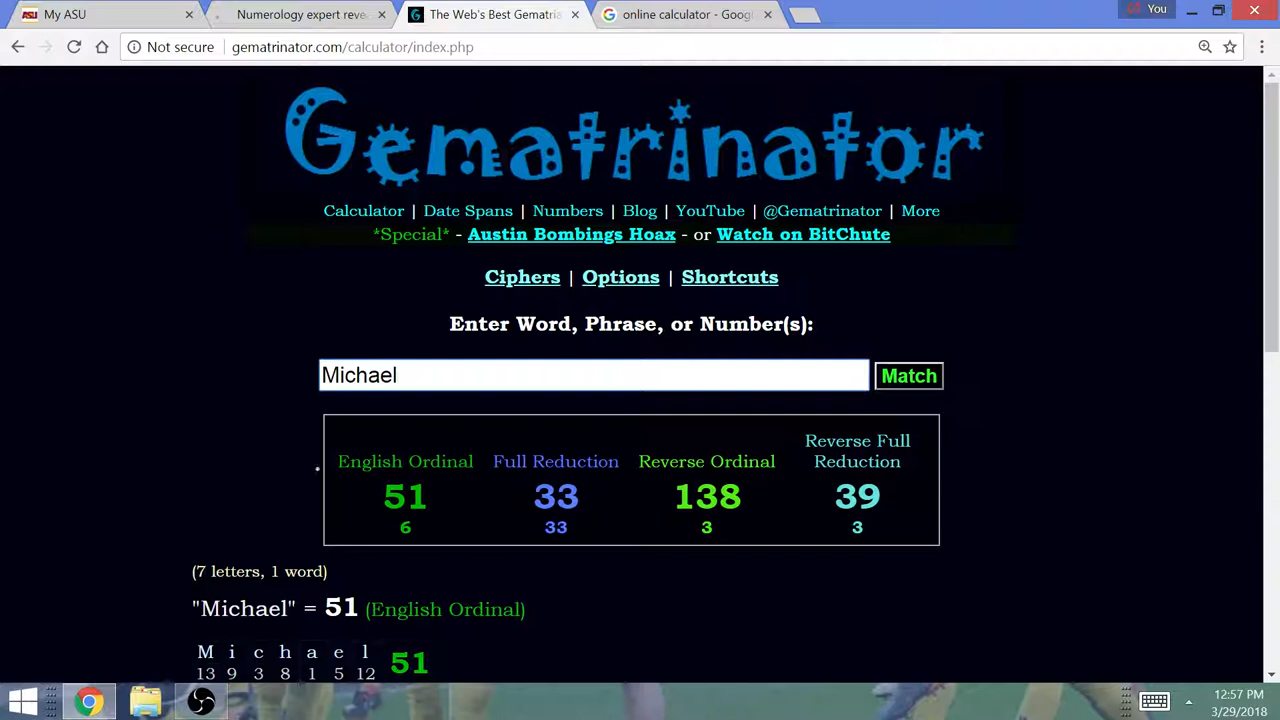 ASU My ASU
Numerology expert reve
The Web's Best Gematria
online calculator - Googl
You
Not secure gematrinator.com/calculator/index.php
Gematrinator
Calculator | Date Spans | Numbers | Blog | YouTube | @Gematrinator | More
*Special* - Austin Bombings Hoax - or Watch on BitChute
Ciphers | Options | Shortcuts
Enter Word, Phrase, or Number(s):
Michael Match
English Ordinal Full Reduction Reverse Ordinal Reverse Full Reduction
51 33 138 39
6 33 3 3
(7 letters, 1 word)
"Michael" = 51 (English Ordinal)
M i c h a e l 51
13 9 3 8 1 5 12
12:57 PM
3/29/2018